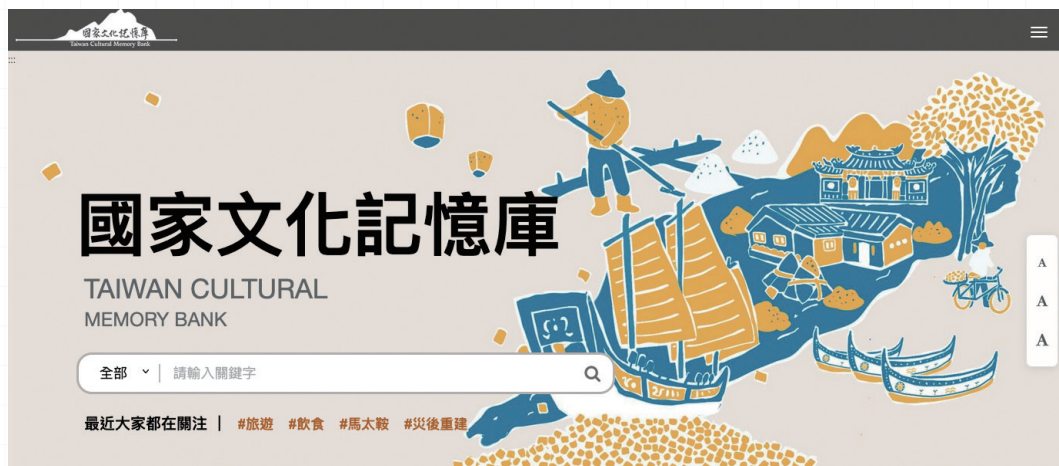 國家文化記憶庫
Taiwan Cultural Memory Bank
:::
國家文化記憶庫
TAIWAN CULTURAL
MEMORY BANK
全部 | 請輸入關鍵字
最近大家都在關注 | #旅遊 #飲食 #馬太鞍 #災後重建
A
A
A